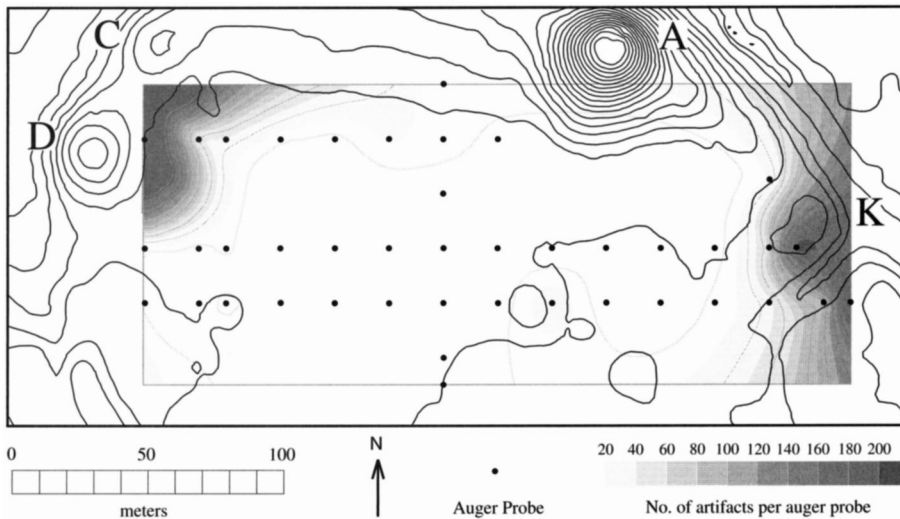 C
A
D
K
0 50 100
meters
N
Auger Probe
20 40 60 80 100 120 140 160 180 200
No. of artifacts per auger probe